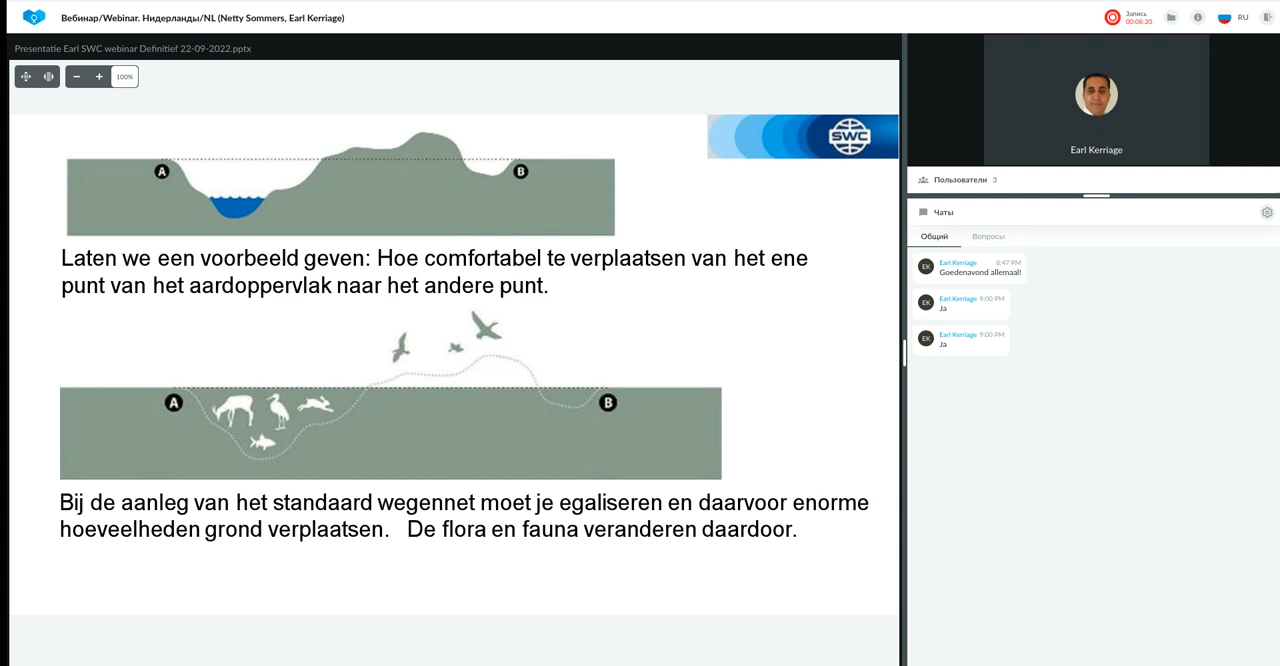 Вебинар/Webinar. Нидерланды/NL (Netty Sommers, Earl Kerriage)
Запись
00:08:20
RU
Presentatie Earl SWC webinar Definitief 22-09-2022.pptx
100%
SWC
A
B
Laten we een voorbeeld geven: Hoe comfortabel te verplaatsen van het ene
punt van het aardoppervlak naar het andere punt.
A
B
Bij de aanleg van het standaard wegennet moet je egaliseren en daarvoor enorme
hoeveelheden grond verplaatsen. De flora en fauna veranderen daardoor.
Earl Kerriage
Пользователи 3
Чаты
Общий Вопросы
EK Earl Kerriage 8:47 PM
Goedenavond allemaal!
EK Earl Kerriage 9:00 PM
Ja
EK Earl Kerriage 9:00 PM
Ja